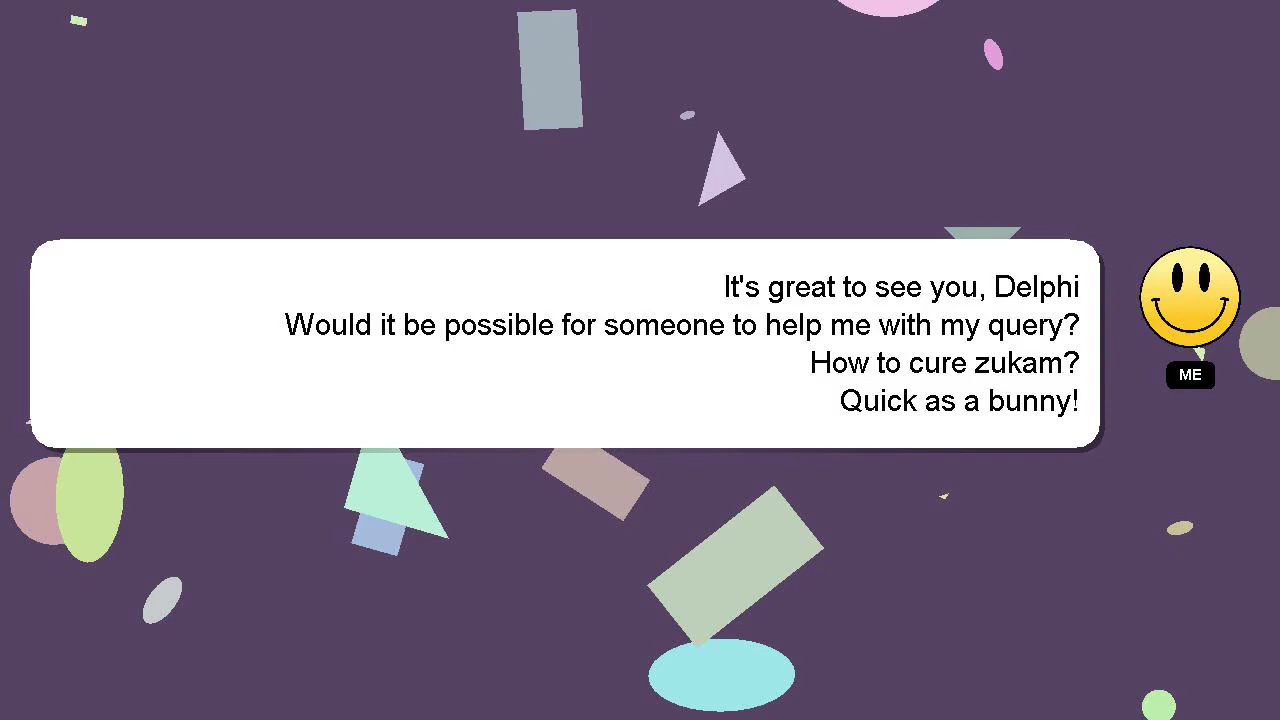 It's great to see you, Delphi
Would it be possible for someone to help me with my query?
How to cure zukam?
Quick as a bunny!
ME